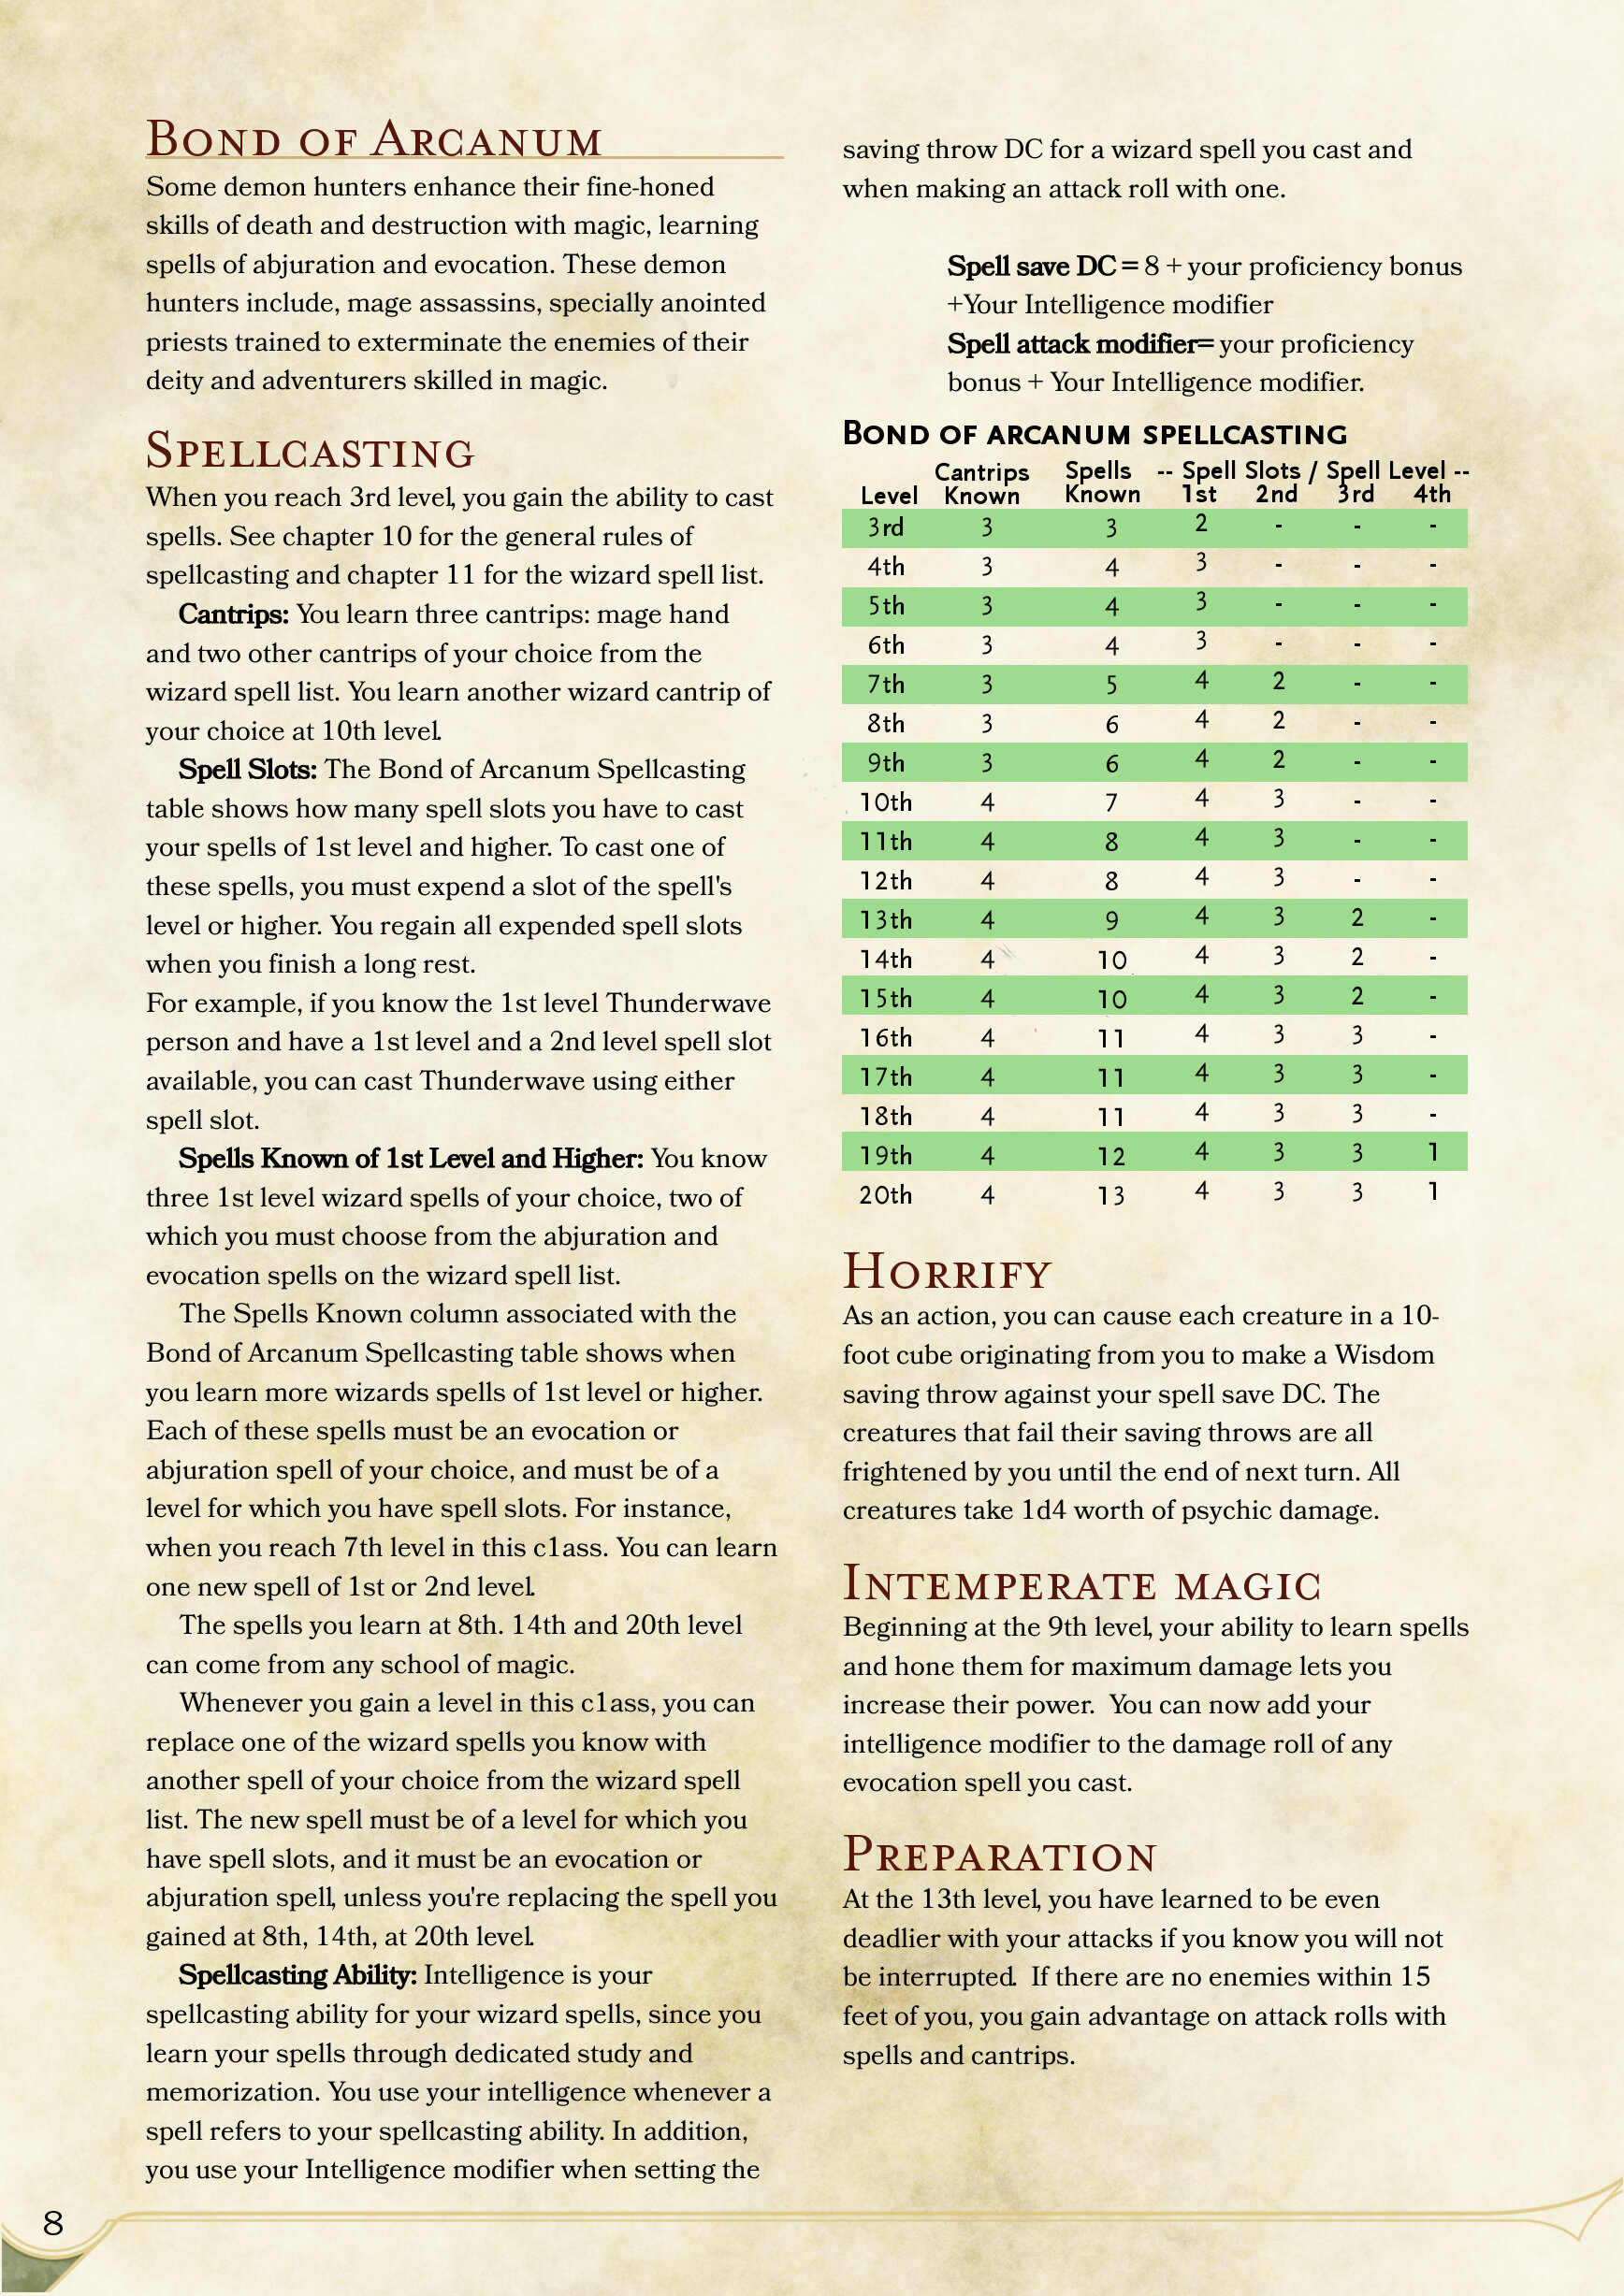 Bond of Arcanum
Some demon hunters enhance their fine-honed
skills of death and destruction with magic, learning
spells of abjuration and evocation. These demon
hunters include, mage assassins, specially anointed
priests trained to exterminate the enemies of their
deity and adventurers skilled in magic.
Spellcasting
When you reach 3rd level, you gain the ability to cast
spells. See chapter 10 for the general rules of
spellcasting and chapter 11 for the wizard spell list.
Cantrips: You learn three cantrips: mage hand
and two other cantrips of your choice from the
wizard spell list. You learn another wizard cantrip of
your choice at 10th level.
Spell Slots: The Bond of Arcanum Spellcasting
table shows how many spell slots you have to cast
your spells of 1st level and higher. To cast one of
these spells, you must expend a slot of the spell's
level or higher. You regain all expended spell slots
when you finish a long rest.
For example, if you know the 1st level Thunderwave
person and have a 1st level and a 2nd level spell slot
available, you can cast Thunderwave using either
spell slot.
Spells Known of 1st Level and Higher: You know
three 1st level wizard spells of your choice, two of
which you must choose from the abjuration and
evocation spells on the wizard spell list.
The Spells Known column associated with the
Bond of Arcanum Spellcasting table shows when
you learn more wizards spells of 1st level or higher.
Each of these spells must be an evocation or
abjuration spell of your choice, and must be of a
level for which you have spell slots. For instance,
when you reach 7th level in this c1ass. You can learn
one new spell of 1st or 2nd level.
The spells you learn at 8th. 14th and 20th level
can come from any school of magic.
Whenever you gain a level in this c1ass, you can
replace one of the wizard spells you know with
another spell of your choice from the wizard spell
list. The new spell must be of a level for which you
have spell slots, and it must be an evocation or
abjuration spell, unless you're replacing the spell you
gained at 8th, 14th, at 20th level.
Spellcasting Ability: Intelligence is your
spellcasting ability for your wizard spells, since you
learn your spells through dedicated study and
memorization. You use your intelligence whenever a
spell refers to your spellcasting ability. In addition,
you use your Intelligence modifier when setting the
saving throw DC for a wizard spell you cast and
when making an attack roll with one.
Spell save DC = 8 + your proficiency bonus
+Your Intelligence modifier
Spell attack modifier= your proficiency
bonus + Your Intelligence modifier.
Bond of arcanum spellcasting
Cantrips Spells -- Spell Slots / Spell Level --
Level Known Known 1st 2nd 3rd 4th
3rd 3 3 2 - - -
4th 3 4 3 - - -
5th 3 4 3 - - -
6th 3 4 3 - - -
7th 3 5 4 2 - -
8th 3 6 4 2 - -
9th 3 6 4 2 - -
10th 4 7 4 3 - -
11th 4 8 4 3 - -
12th 4 8 4 3 - -
13th 4 9 4 3 2 -
14th 4 10 4 3 2 -
15th 4 10 4 3 2 -
16th 4 11 4 3 3 -
17th 4 11 4 3 3 -
18th 4 11 4 3 3 -
19th 4 12 4 3 3 1
20th 4 13 4 3 3 1
Horrify
As an action, you can cause each creature in a 10-
foot cube originating from you to make a Wisdom
saving throw against your spell save DC. The
creatures that fail their saving throws are all
frightened by you until the end of next turn. All
creatures take 1d4 worth of psychic damage.
Intemperate magic
Beginning at the 9th level, your ability to learn spells
and hone them for maximum damage lets you
increase their power. You can now add your
intelligence modifier to the damage roll of any
evocation spell you cast.
Preparation
At the 13th level, you have learned to be even
deadlier with your attacks if you know you will not
be interrupted. If there are no enemies within 15
feet of you, you gain advantage on attack rolls with
spells and cantrips.
8